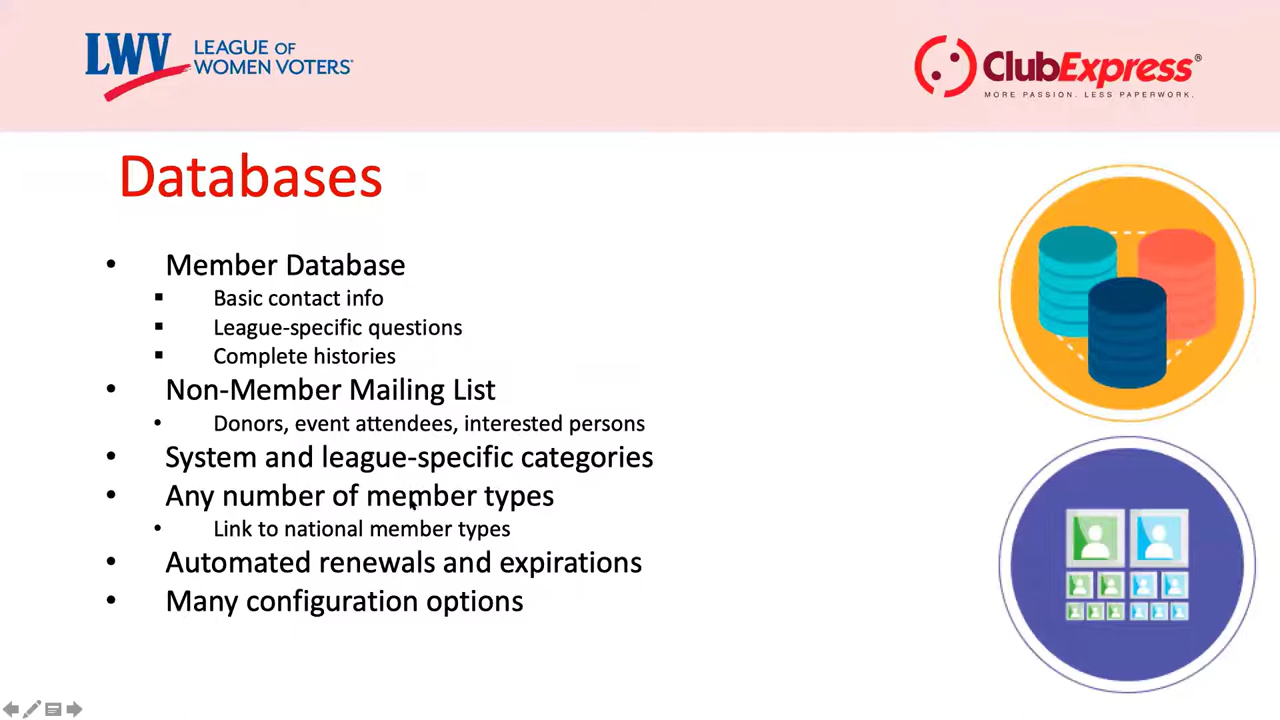 LWV LEAGUE OF
WOMEN VOTERS®
ClubExpress®
MORE PASSION. LESS PAPERWORK.
Databases
• Member Database
▪ Basic contact info
▪ League-specific questions
▪ Complete histories
• Non-Member Mailing List
• Donors, event attendees, interested persons
• System and league-specific categories
• Any number of member types
• Link to national member types
• Automated renewals and expirations
• Many configuration options